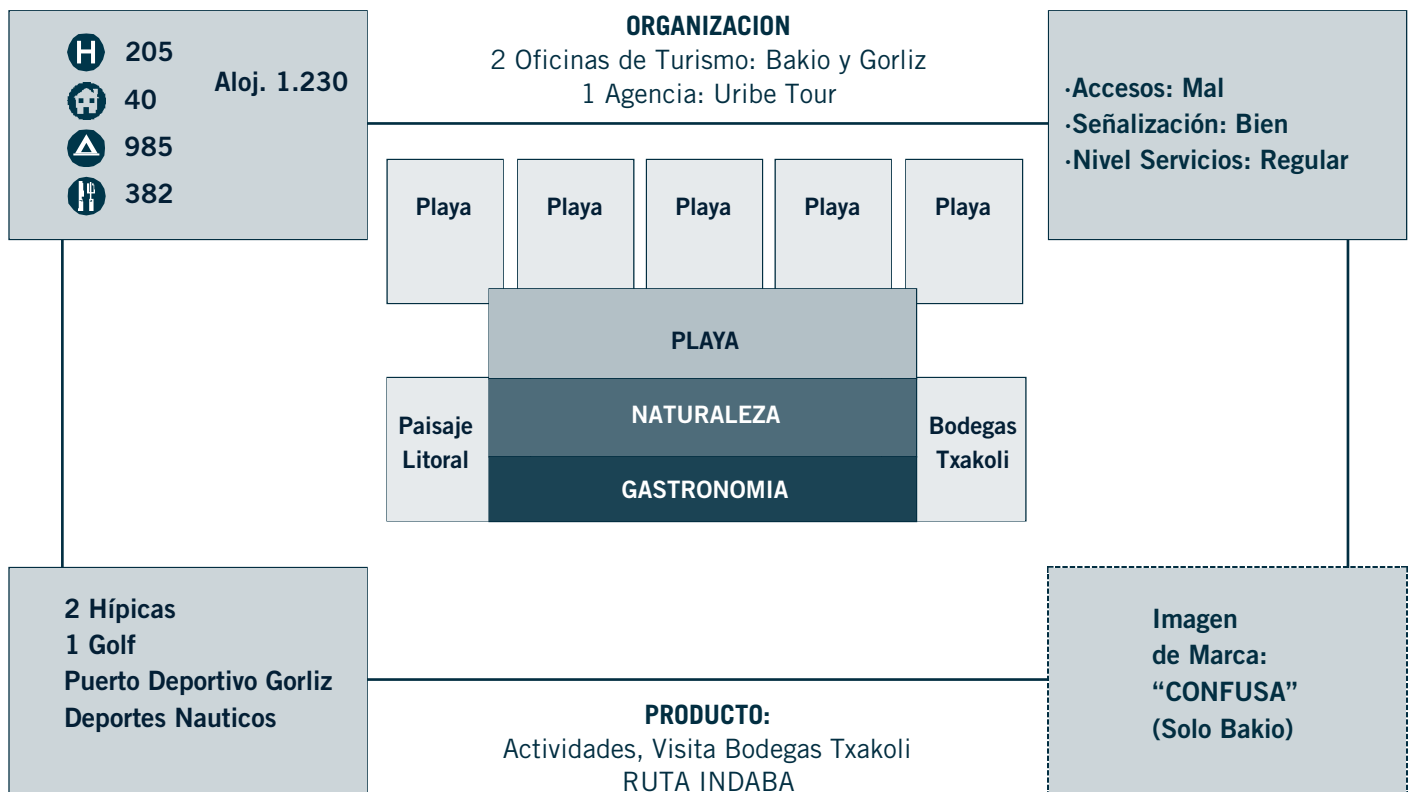 H 205
Aloj. 1.230
40
985
382
ORGANIZACION
2 Oficinas de Turismo: Bakio y Gorliz
1 Agencia: Uribe Tour
·Accesos: Mal
·Señalización: Bien
·Nivel Servicios: Regular
Playa
Playa
Playa
Playa
Playa
PLAYA
NATURALEZA
GASTRONOMIA
Paisaje
Litoral
Bodegas
Txakoli
2 Hípicas
1 Golf
Puerto Deportivo Gorliz
Deportes Nauticos
PRODUCTO:
Actividades, Visita Bodegas Txakoli
RUTA INDABA
Imagen
de Marca:
“CONFUSA”
(Solo Bakio)